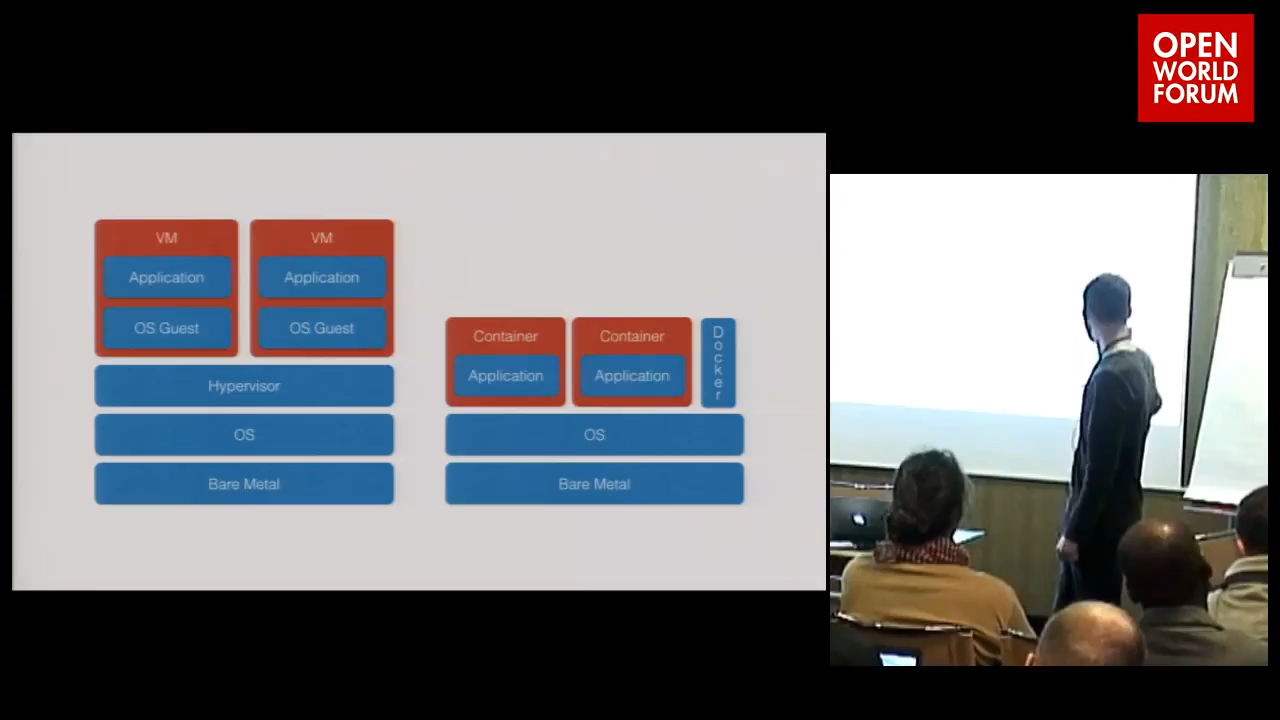 OPEN
WORLD
FORUM
VM
Application
OS Guest
VM
Application
OS Guest
Hypervisor
OS
Bare Metal
Container
Application
Container
Application
Docker
OS
Bare Metal